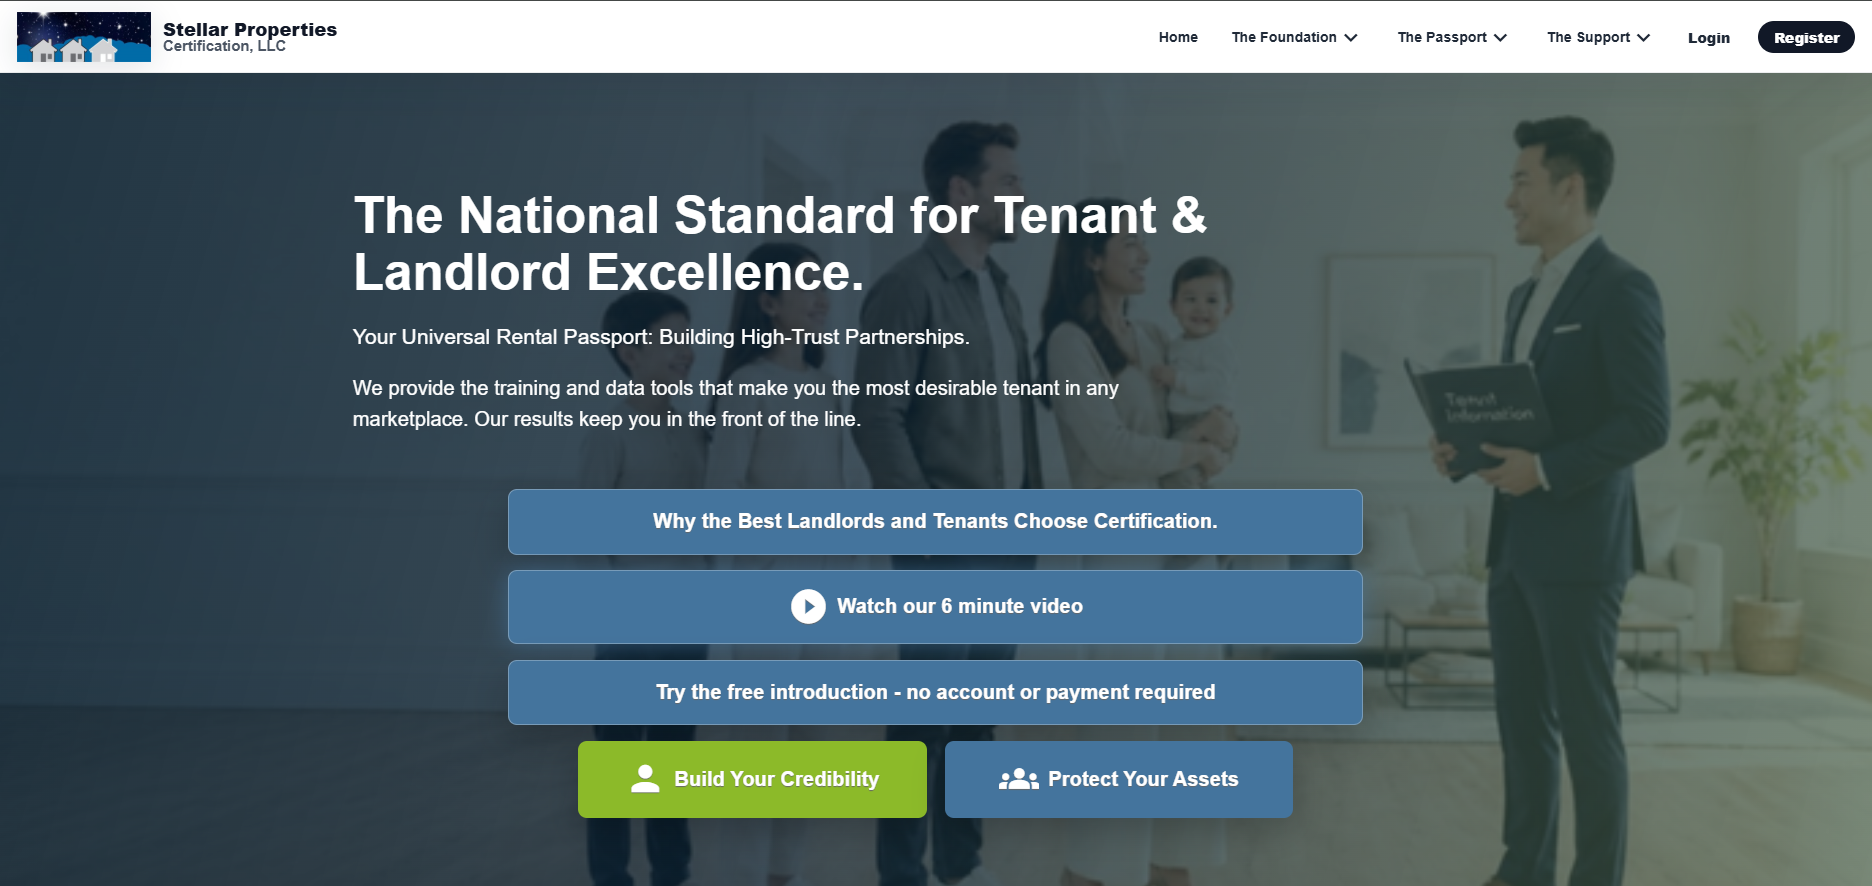 Stellar Properties
Certification, LLC
Home
The Foundation
The Passport
The Support
Login
Register
The National Standard for Tenant &
Landlord Excellence.
Your Universal Rental Passport: Building High-Trust Partnerships.
We provide the training and data tools that make you the most desirable tenant in any
marketplace. Our results keep you in the front of the line.
Tennt
Information
Why the Best Landlords and Tenants Choose Certification.
Watch our 6 minute video
Try the free introduction - no account or payment required
Build Your Credibility
Protect Your Assets